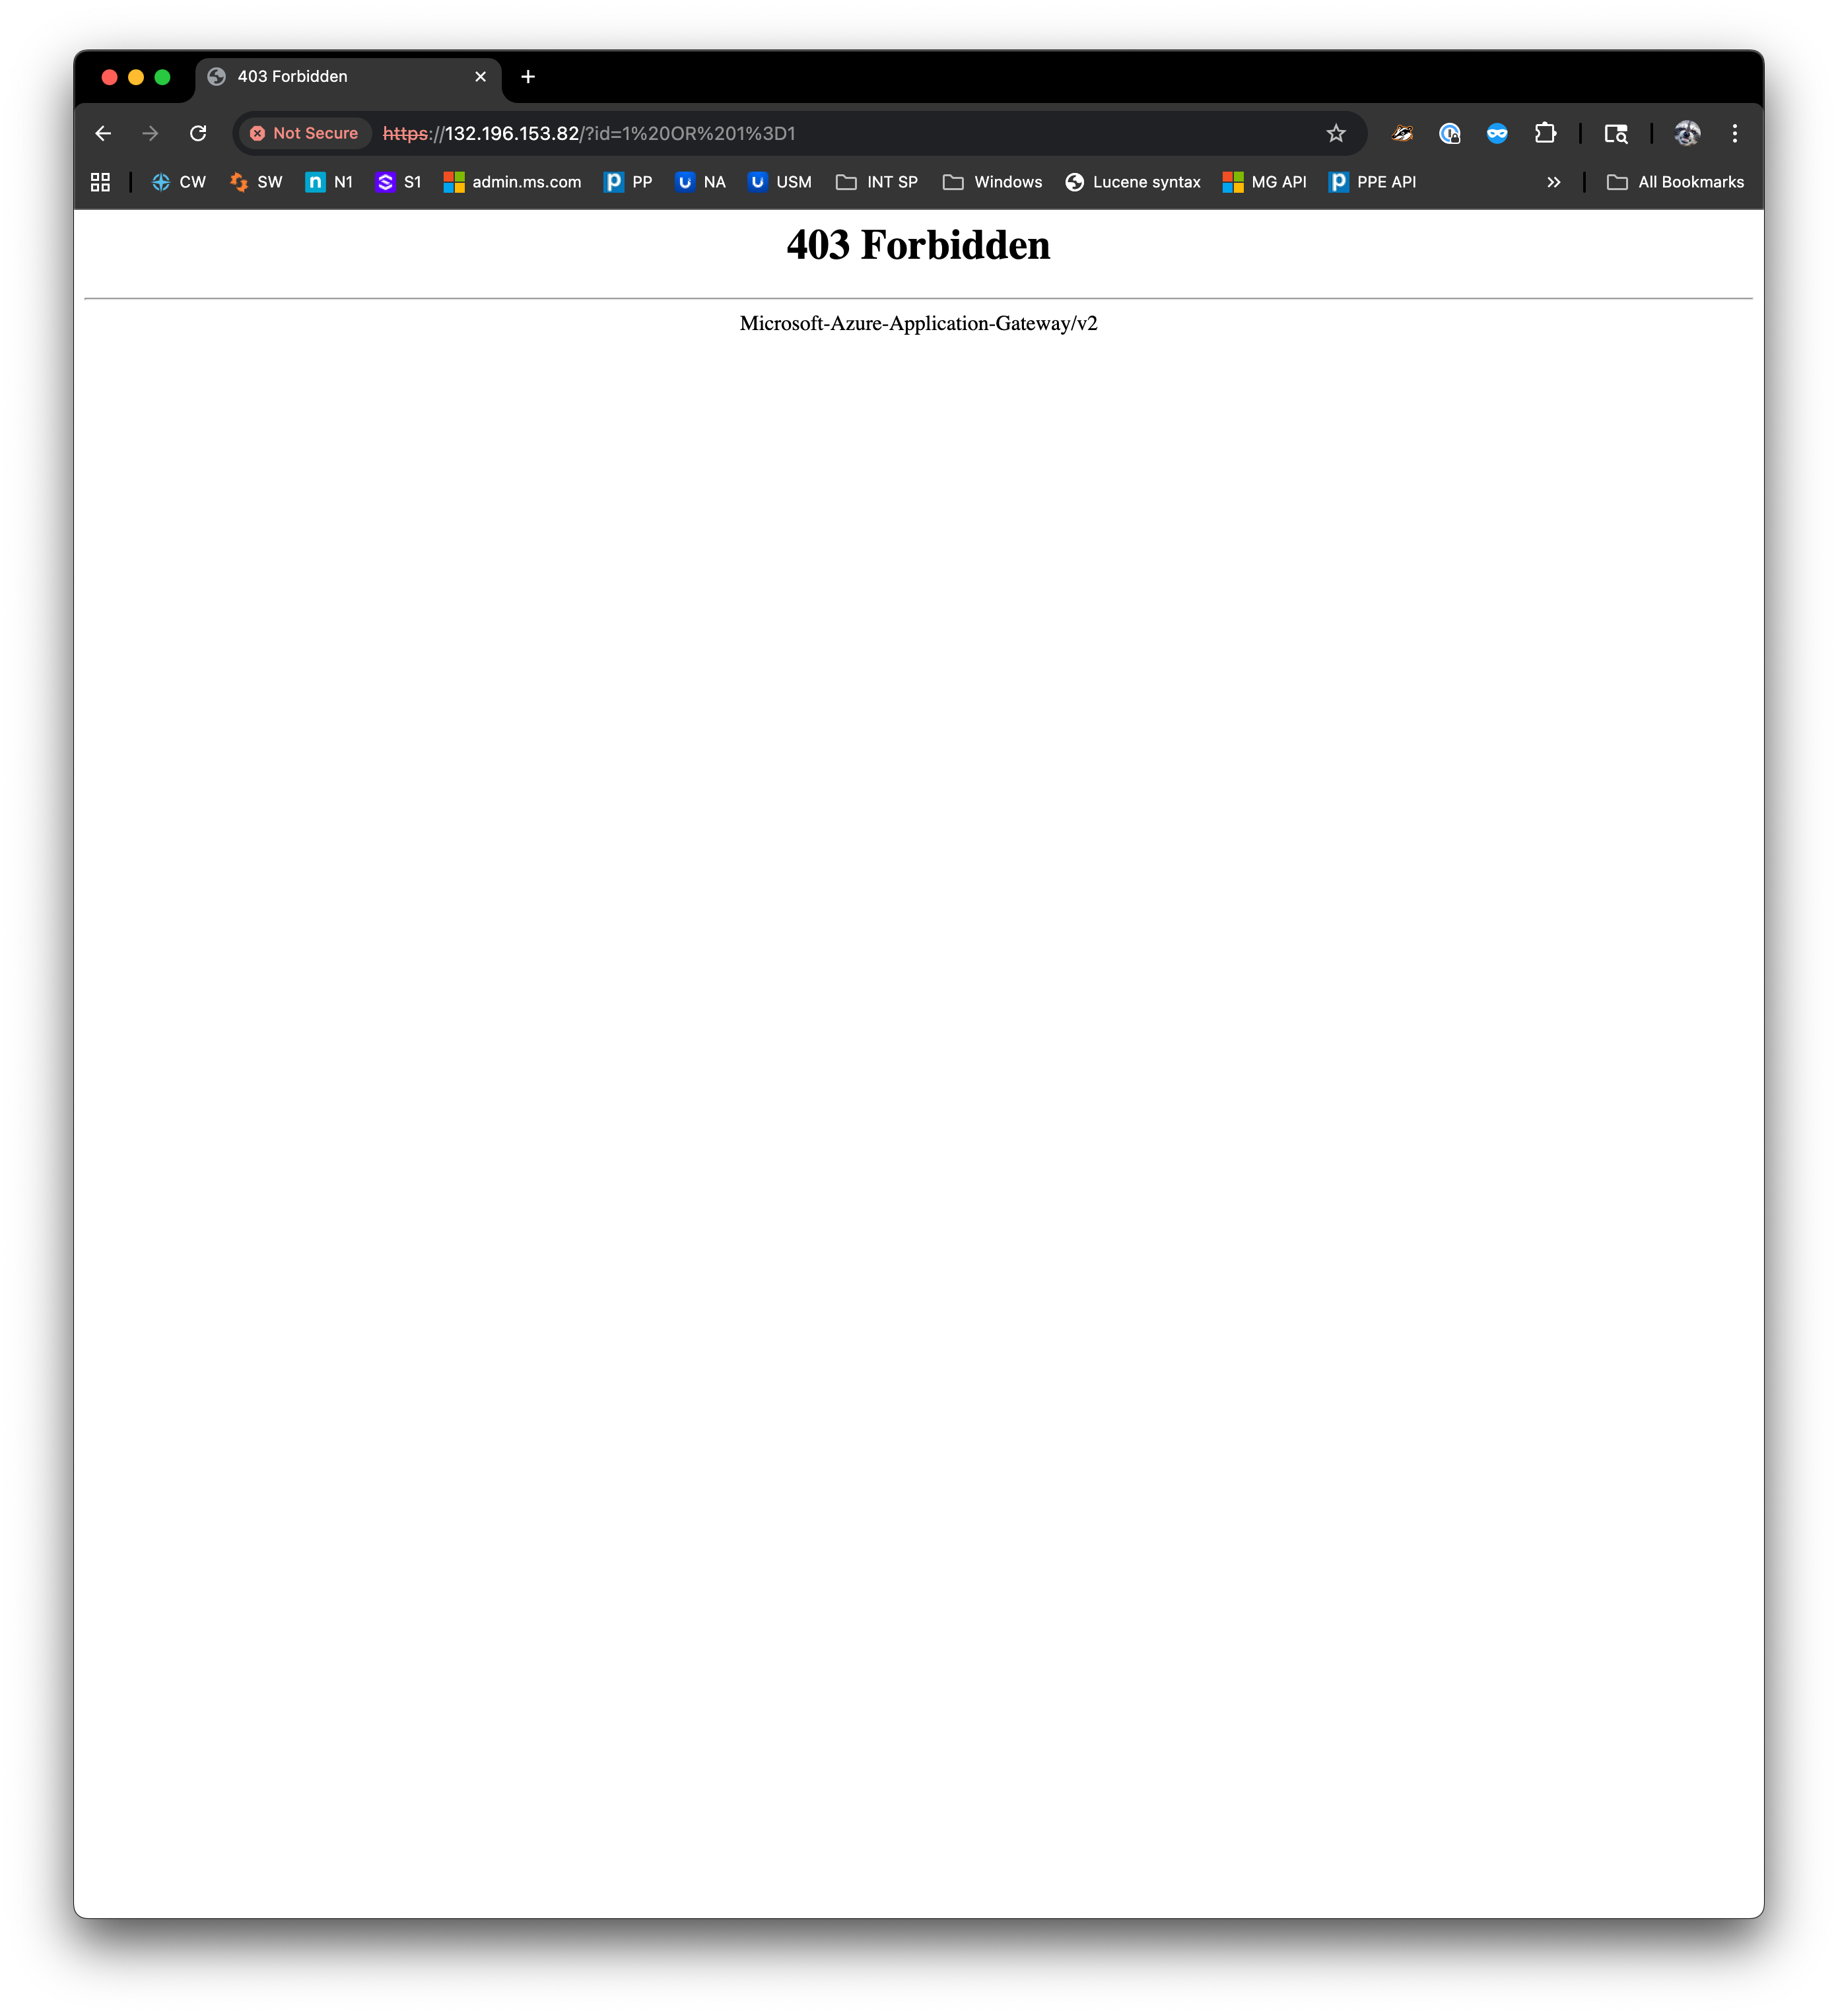 403 Forbidden
Not Secure https://132.196.153.82/?id=1%20OR%201%3D1
CW SW N1 S1 admin.ms.com PP NA USM INT SP Windows Lucene syntax MG API PPE API All Bookmarks
403 Forbidden
Microsoft-Azure-Application-Gateway/v2